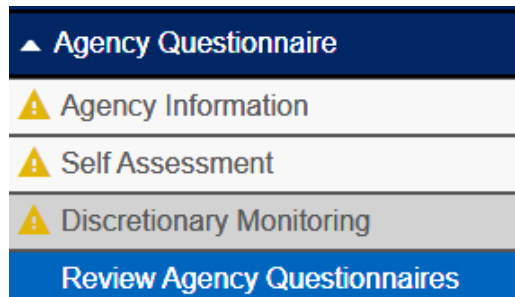 Agency Questionnaire
Agency Information
Self Assessment
Discretionary Monitoring
Review Agency Questionnaires